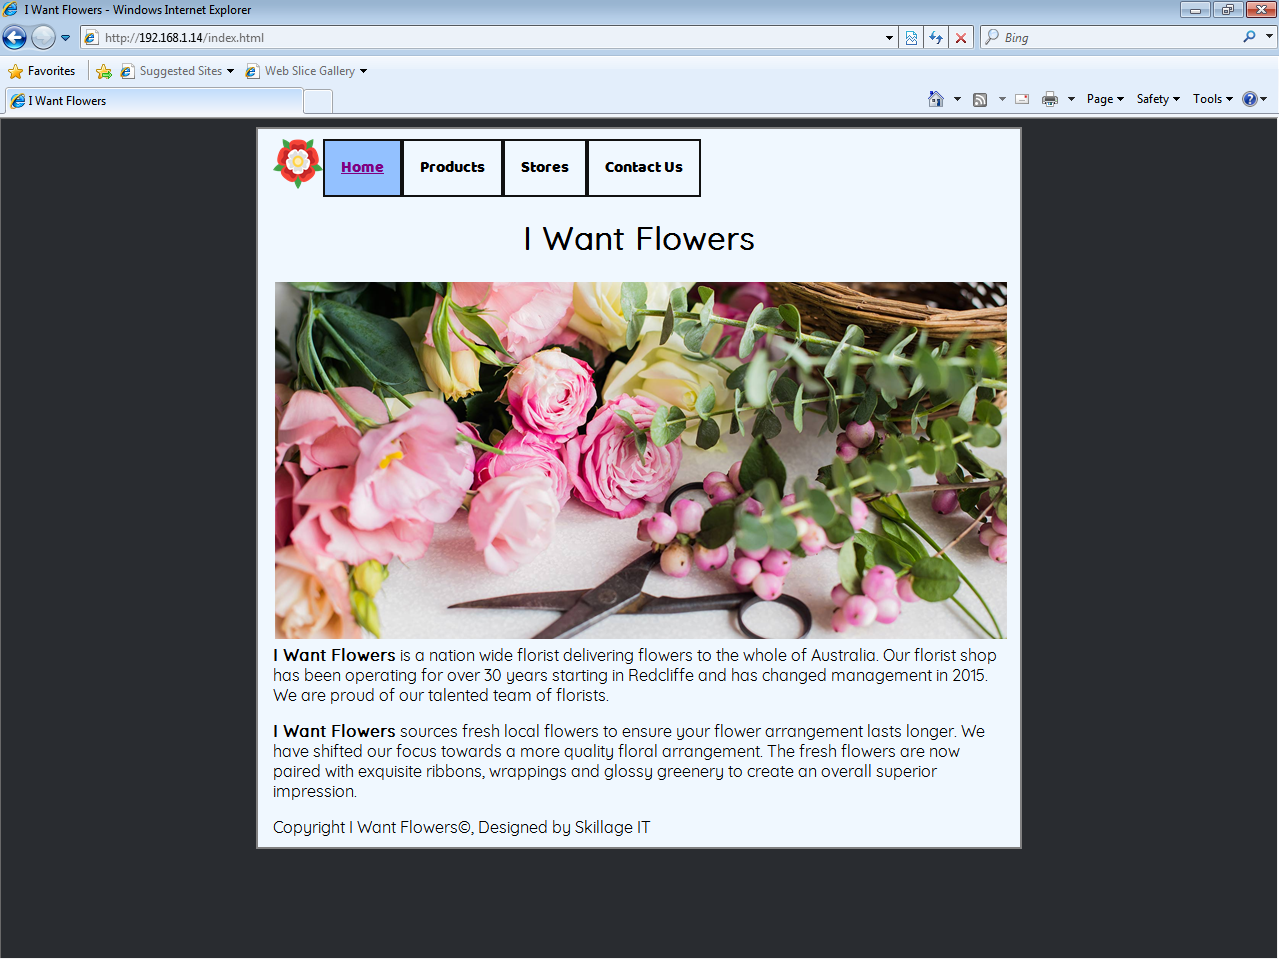 I Want Flowers - Windows Internet Explorer
http://192.168.1.14/index.html
Bing
Favorites
Suggested Sites
Web Slice Gallery
I Want Flowers
Page
Safety
Tools
Home
Products
Stores
Contact Us
I Want Flowers
I Want Flowers is a nation wide florist delivering flowers to the whole of Australia. Our florist shop
has been operating for over 30 years starting in Redcliffe and has changed management in 2015.
We are proud of our talented team of florists.
I Want Flowers sources fresh local flowers to ensure your flower arrangement lasts longer. We
have shifted our focus towards a more quality floral arrangement. The fresh flowers are now
paired with exquisite ribbons, wrappings and glossy greenery to create an overall superior
impression.
Copyright I Want Flowers©, Designed by Skillage IT